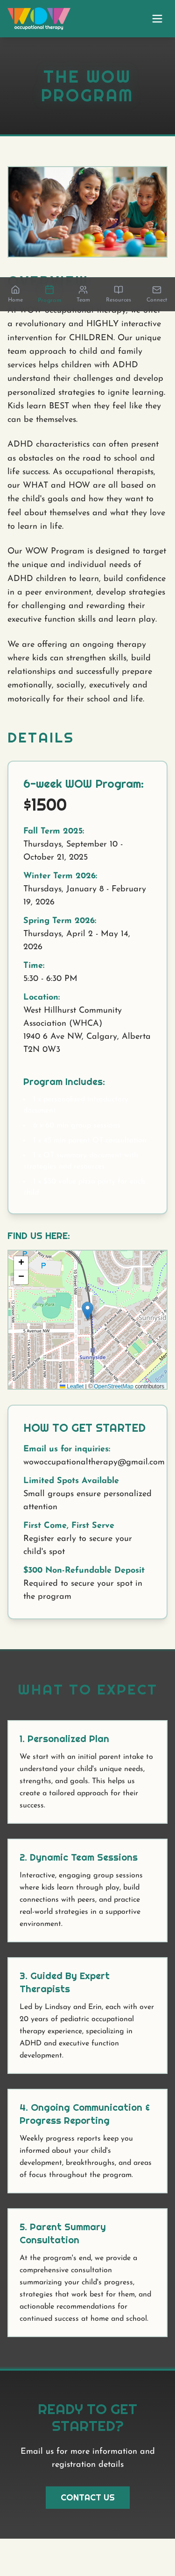 WOW
occupational therapy
THE WOW
PROGRAM
Home
Program
Team
Resources
Connect
At WOW occupational therapy, we offer
a revolutionary and HIGHLY interactive
intervention for CHILDREN. Our unique
team approach to child and family
services helps children with ADHD
understand their challenges and develop
personalized strategies to ignite learning.
Kids learn BEST when they feel like they
can be themselves.
ADHD characteristics can often present
as obstacles on the road to school and
life success. As occupational therapists,
our WHAT and HOW are all based on
the child's goals and how they want to
feel about themselves and what they love
to learn in life.
Our WOW Program is designed to target
the unique and individual needs of
ADHD children to learn, build confidence
in a peer environment, develop strategies
for challenging and rewarding their
executive function skills and learn play.
We are offering an ongoing therapy
where kids can strengthen skills, build
relationships and successfully prepare
emotionally, socially, executively and
motorically for their school and life.
DETAILS
6-week WOW Program:
$1500
Fall Term 2025:
Thursdays, September 10 -
October 21, 2025
Winter Term 2026:
Thursdays, January 8 - February
19, 2026
Spring Term 2026:
Thursdays, April 2 - May 14,
2026
Time:
5:30 - 6:30 PM
Location:
West Hillhurst Community
Association (WHCA)
1940 6 Ave NW, Calgary, Alberta
T2N 0W3
Program Includes:
FIND US HERE:
+
−
P
P
5 Avenue NW
Sunnyside
Sunnysid
Leaflet | © OpenStreetMap contributors
HOW TO GET STARTED
Email us for inquiries:
wowoccupationaltherapy@gmail.com
Limited Spots Available
Small groups ensure personalized
attention
First Come, First Serve
Register early to secure your
child's spot
$300 Non-Refundable Deposit
Required to secure your spot in
the program
WHAT TO EXPECT
1. Personalized Plan
We start with an initial parent intake to
understand your child's unique needs,
strengths, and goals. This helps us
create a tailored approach for their
success.
2. Dynamic Team Sessions
Interactive, engaging group sessions
where kids learn through play, build
connections with peers, and practice
real-world strategies in a supportive
environment.
3. Guided By Expert
Therapists
Led by Lindsay and Erin, each with over
20 years of pediatric occupational
therapy experience, specializing in
ADHD and executive function
development.
4. Ongoing Communication &
Progress Reporting
Weekly progress reports keep you
informed about your child's
development, breakthroughs, and areas
of focus throughout the program.
5. Parent Summary
Consultation
At the program's end, we provide a
comprehensive consultation
summarizing your child's progress,
strategies that work best for them, and
actionable recommendations for
continued success at home and school.
READY TO GET
STARTED?
Email us for more information and
registration details
CONTACT US